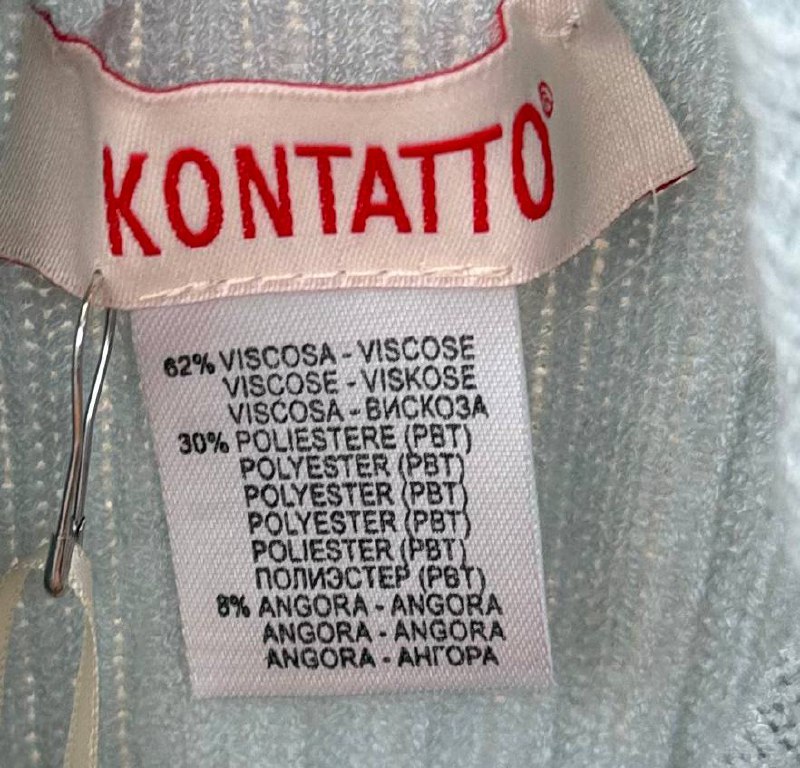 KONTATTO®
62% VISCOSA - VISCOSE
VISCOSE - VISKOSE
VISCOSA - ВИСКОЗА
30% POLIESTERE (PBT)
POLYESTER (PBT)
POLYESTER (PBT)
POLYESTER (PBT)
POLIESTER (PBT)
ПОЛИЭСТЕР (PBT)
8% ANGORA - ANGORA
ANGORA - ANGORA
ANGORA - АНГОРА